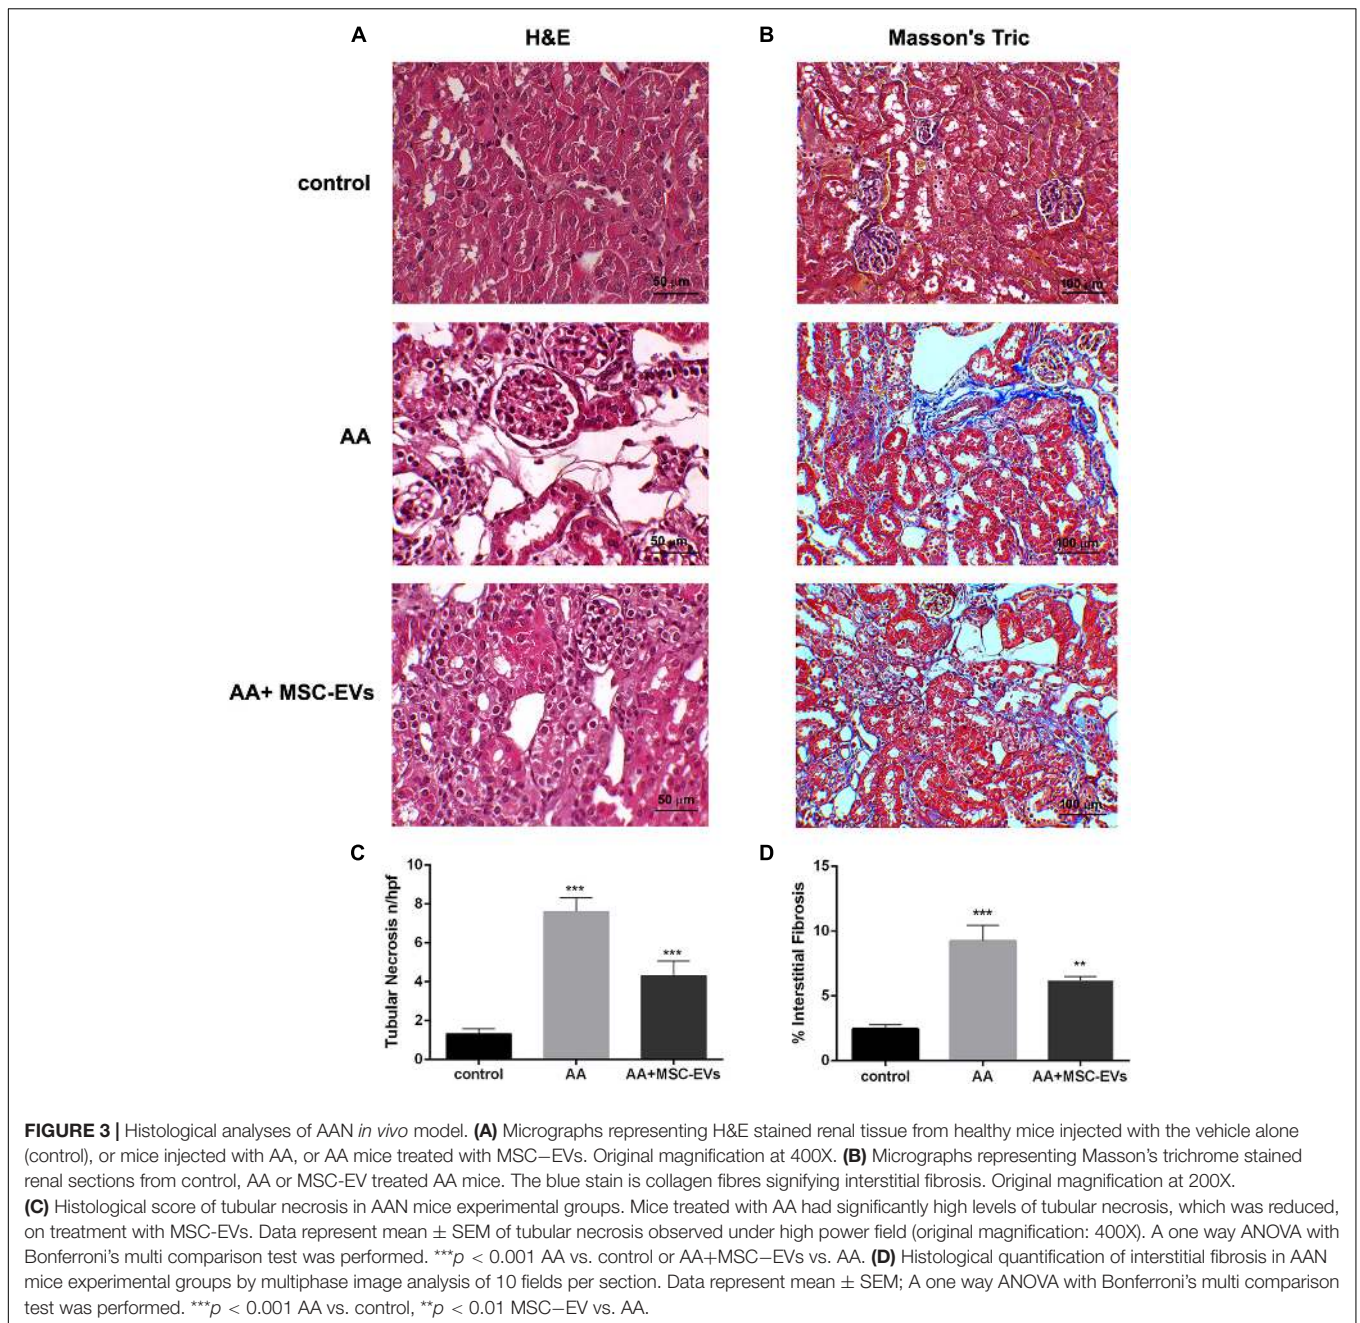 A H&E B Masson's Tric
control
50 μm
100 μm
AA
50 μm
100 μm
AA+ MSC-EVs
50 μm
100 μm
C
Tubular Necrosis n/hpf
10
8
6
4
2
0
***
***
control AA AA+MSC-EVs
D
% Interstitial Fibrosis
15
10
5
0
***
**
control AA AA+MSC-EVs
FIGURE 3 | Histological analyses of AAN in vivo model. (A) Micrographs representing H&E stained renal tissue from healthy mice injected with the vehicle alone
(control), or mice injected with AA, or AA mice treated with MSC−EVs. Original magnification at 400X. (B) Micrographs representing Masson's trichrome stained
renal sections from control, AA or MSC-EV treated AA mice. The blue stain is collagen fibres signifying interstitial fibrosis. Original magnification at 200X.
(C) Histological score of tubular necrosis in AAN mice experimental groups. Mice treated with AA had significantly high levels of tubular necrosis, which was reduced,
on treatment with MSC-EVs. Data represent mean ± SEM of tubular necrosis observed under high power field (original magnification: 400X). A one way ANOVA with
Bonferroni's multi comparison test was performed. ***p < 0.001 AA vs. control or AA+MSC−EVs vs. AA. (D) Histological quantification of interstitial fibrosis in AAN
mice experimental groups by multiphase image analysis of 10 fields per section. Data represent mean ± SEM; A one way ANOVA with Bonferroni's multi comparison
test was performed. ***p < 0.001 AA vs. control, **p < 0.01 MSC−EV vs. AA.